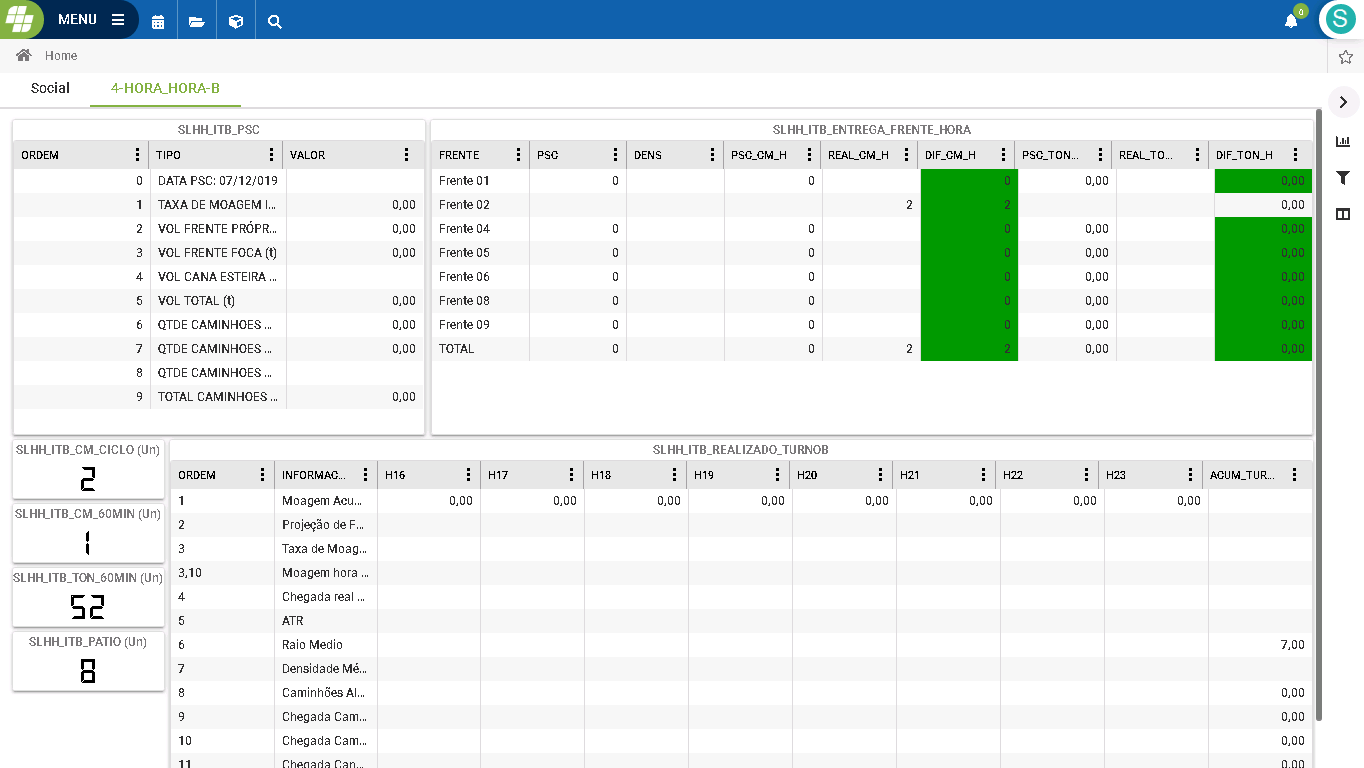 MENU
0
S
Home
Social 4-HORA_HORA-B
SLHH_ITB_PSC
ORDEM TIPO VALOR
0 DATA PSC: 07/12/019
1 TAXA DE MOAGEM I... 0,00
2 VOL FRENTE PRÓPR... 0,00
3 VOL FRENTE FOCA (t) 0,00
4 VOL CANA ESTEIRA ...
5 VOL TOTAL (t) 0,00
6 QTDE CAMINHOES ... 0,00
7 QTDE CAMINHOES ... 0,00
8 QTDE CAMINHOES ...
9 TOTAL CAMINHOES ... 0,00
SLHH_ITB_ENTREGA_FRENTE_HORA
FRENTE PSC DENS PSC_CM_H REAL_CM_H DIF_CM_H PSC_TON... REAL_TO... DIF_TON_H
Frente 01 0 0 0 0,00 0,00
Frente 02 2 2 0,00
Frente 04 0 0 0 0,00 0,00
Frente 05 0 0 0 0,00 0,00
Frente 06 0 0 0 0,00 0,00
Frente 08 0 0 0 0,00 0,00
Frente 09 0 0 0 0,00 0,00
TOTAL 0 0 2 2 0,00 0,00
SLHH_ITB_CM_CICLO (Un)
2
SLHH_ITB_CM_60MIN (Un)
1
SLHH_ITB_TON_60MIN (Un)
52
SLHH_ITB_PATIO (Un)
8
SLHH_ITB_REALIZADO_TURNOB
ORDEM INFORMAC... H16 H17 H18 H19 H20 H21 H22 H23 ACUM_TUR...
1 Moagem Acu... 0,00 0,00 0,00 0,00 0,00 0,00 0,00 0,00
2 Projeção de F...
3 Taxa de Moag...
3,10 Moagem hora ...
4 Chegada real ...
5 ATR
6 Raio Medio 7,00
7 Densidade Mé...
8 Caminhões Al... 0,00
9 Chegada Cam... 0,00
10 Chegada Cam... 0,00
11 Chegada Can... 0,00